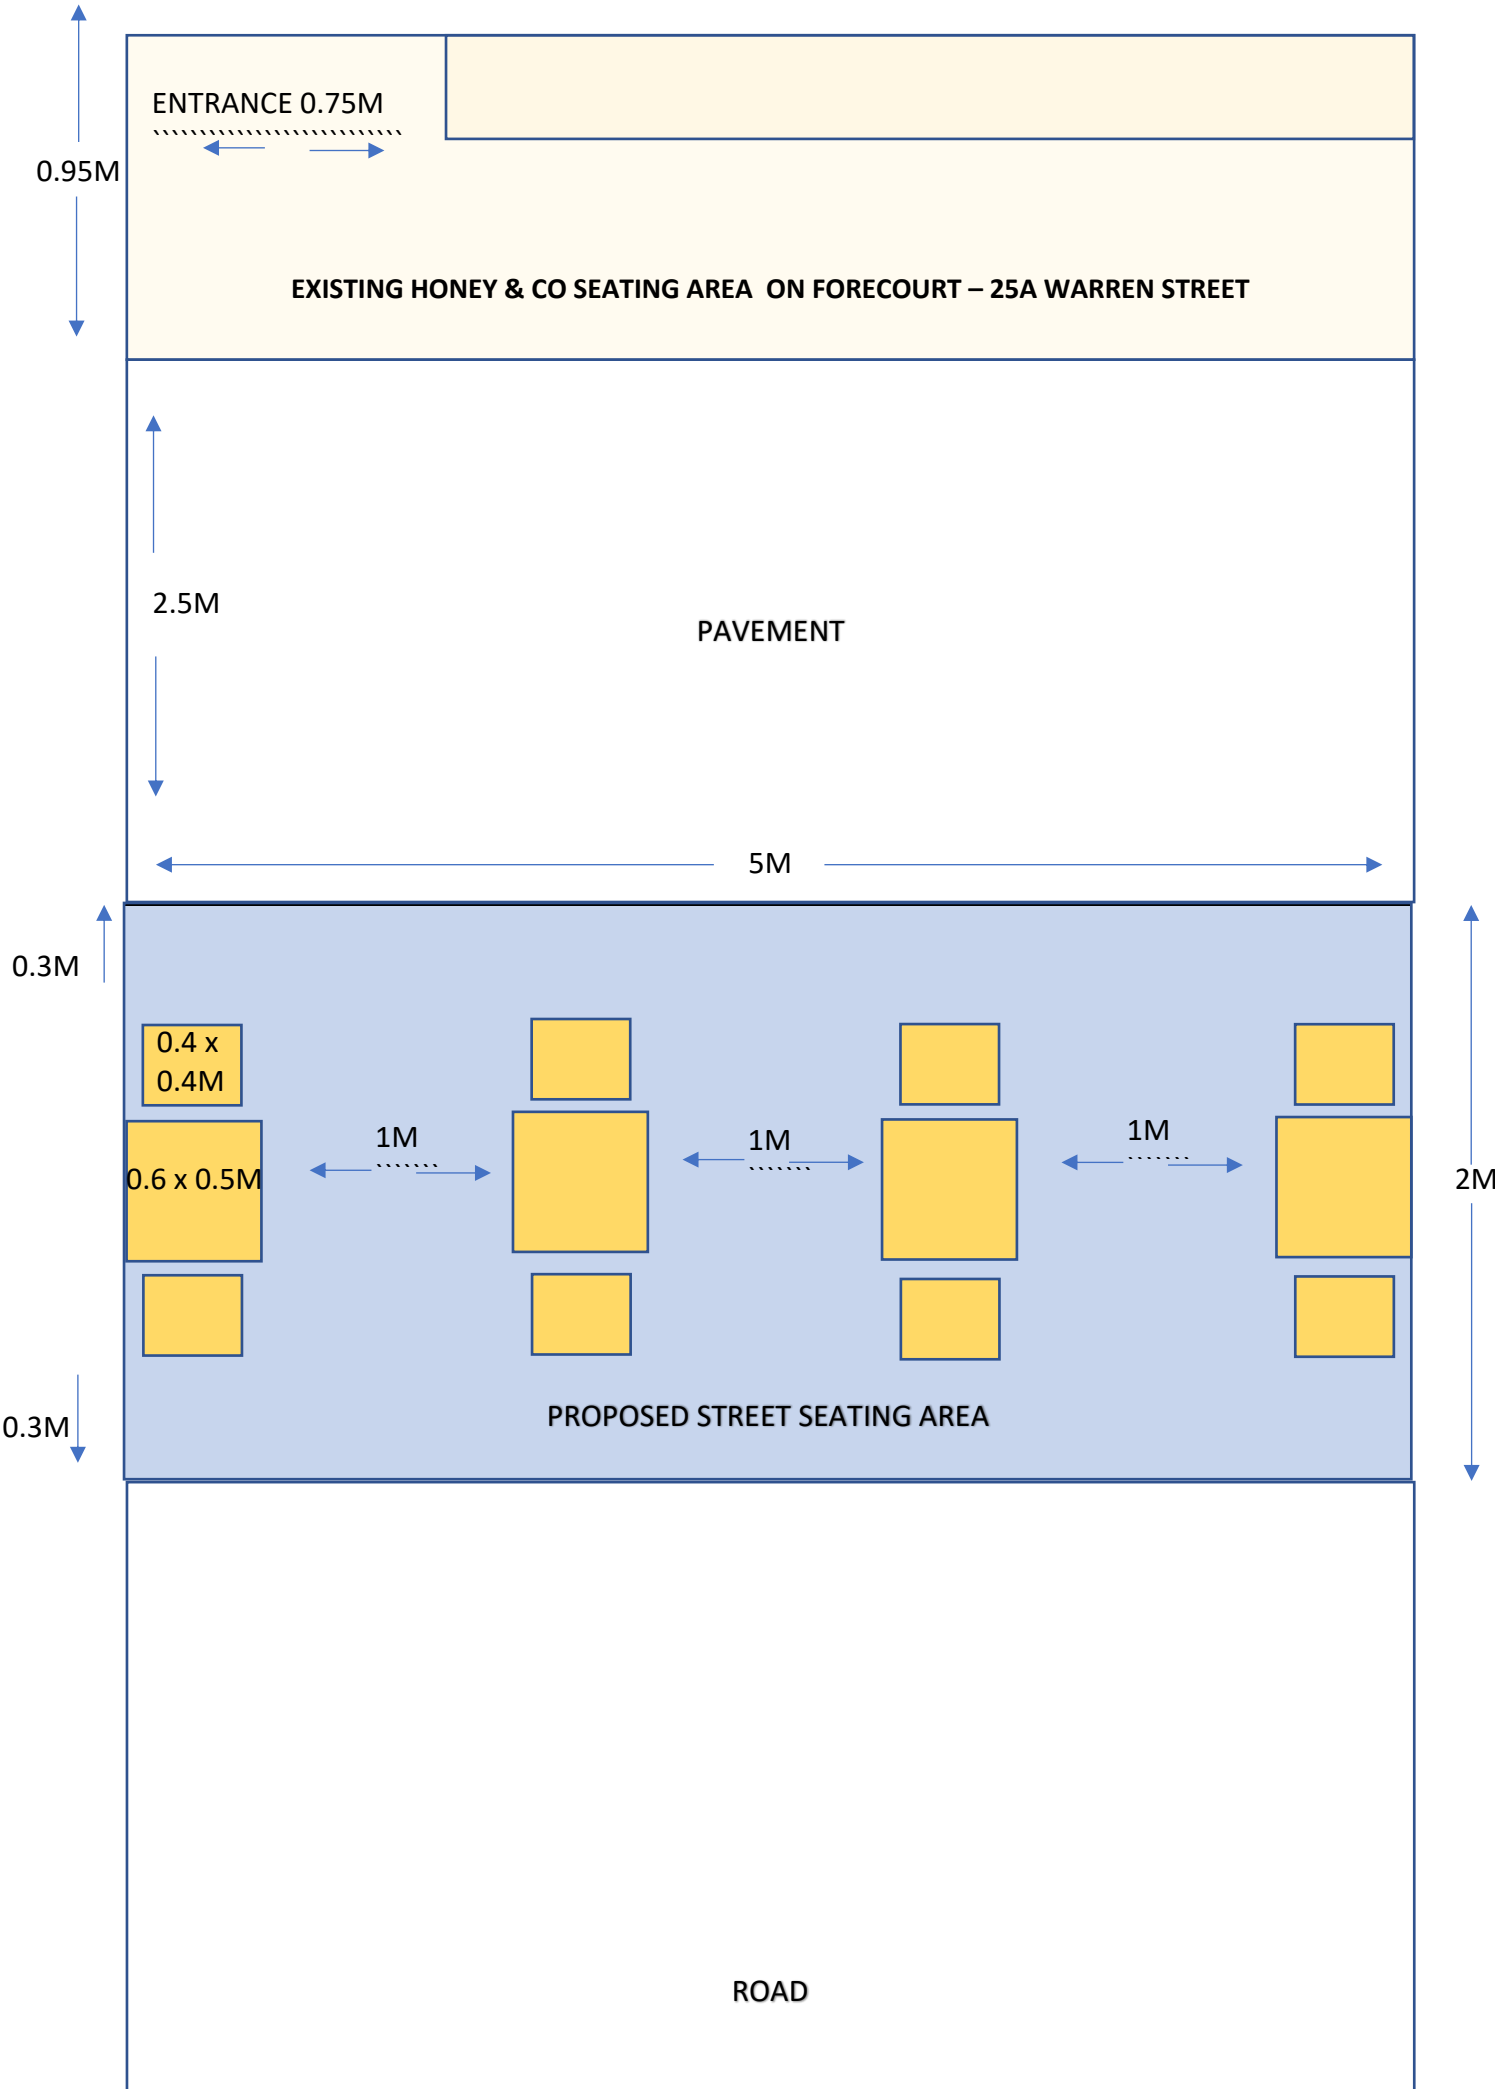 ENTRANCE 0.75M
0.95M
EXISTING HONEY & CO SEATING AREA ON FORECOURT – 25A WARREN STREET
2.5M
PAVEMENT
5M
0.3M
0.4 x
0.4M
1M
1M
1M
0.6 x 0.5M
2M
0.3M
PROPOSED STREET SEATING AREA
ROAD